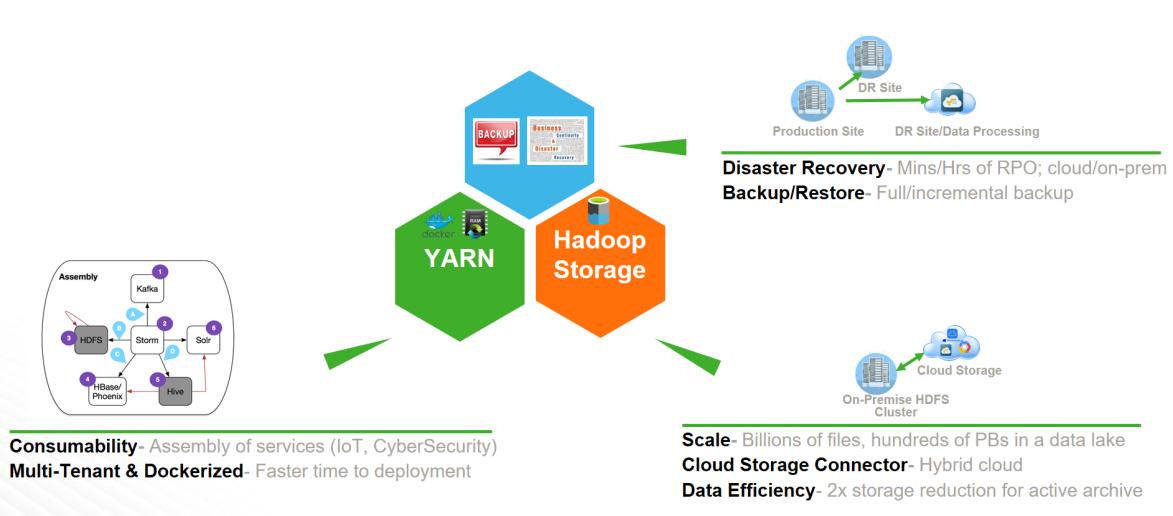 DR Site
Production Site
DR Site/Data Processing
Disaster Recovery- Mins/Hrs of RPO; cloud/on-prem
Backup/Restore- Full/incremental backup
BACKUP
Business
Continuity
&
Disaster
Recovery
docker
RAM
YARN
Hadoop
Storage
Assembly
1
Kafka
A
2
6
B
3
HDFS
Storm
Solr
C
D
4
5
HBase/
Phoenix
Hive
Consumability- Assembly of services (IoT, CyberSecurity)
Multi-Tenant & Dockerized- Faster time to deployment
Cloud Storage
On-Premise HDFS
Cluster
Scale- Billions of files, hundreds of PBs in a data lake
Cloud Storage Connector- Hybrid cloud
Data Efficiency- 2x storage reduction for active archive